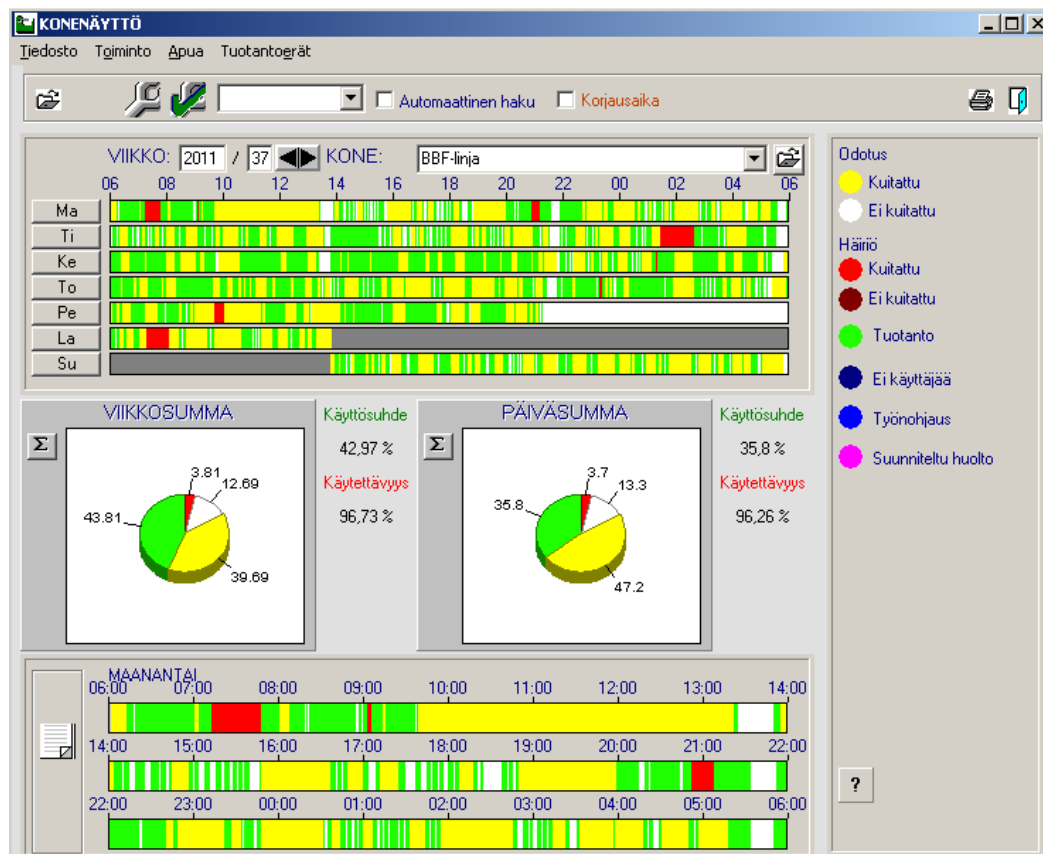 KONENÄYTTÖ
Tiedosto Toiminto Apua Tuotantoerät
Automaattinen haku Korjausaika
VIIKKO: 2011 / 37 KONE: BBF-linja
06 08 10 12 14 16 18 20 22 00 02 04 06
Ma
Ti
Ke
To
Pe
La
Su
Odotus
Kuitattu
Ei kuitattu
Häiriö
Kuitattu
Ei kuitattu
Tuotanto
Ei käyttäjää
Työnohjaus
Suunniteltu huolto
VIIKKOSUMMA
Σ
3.81
12.69
43.81
39.69
Käyttösuhde
42,97 %
Käytettävyys
96,73 %
PÄIVÄSUMMA
Σ
3.7
13.3
35.8
47.2
Käyttösuhde
35,8 %
Käytettävyys
96,26 %
MAANANTAI
06:00 07:00 08:00 09:00 10:00 11:00 12:00 13:00 14:00
14:00 15:00 16:00 17:00 18:00 19:00 20:00 21:00 22:00
22:00 23:00 00:00 01:00 02:00 03:00 04:00 05:00 06:00
?